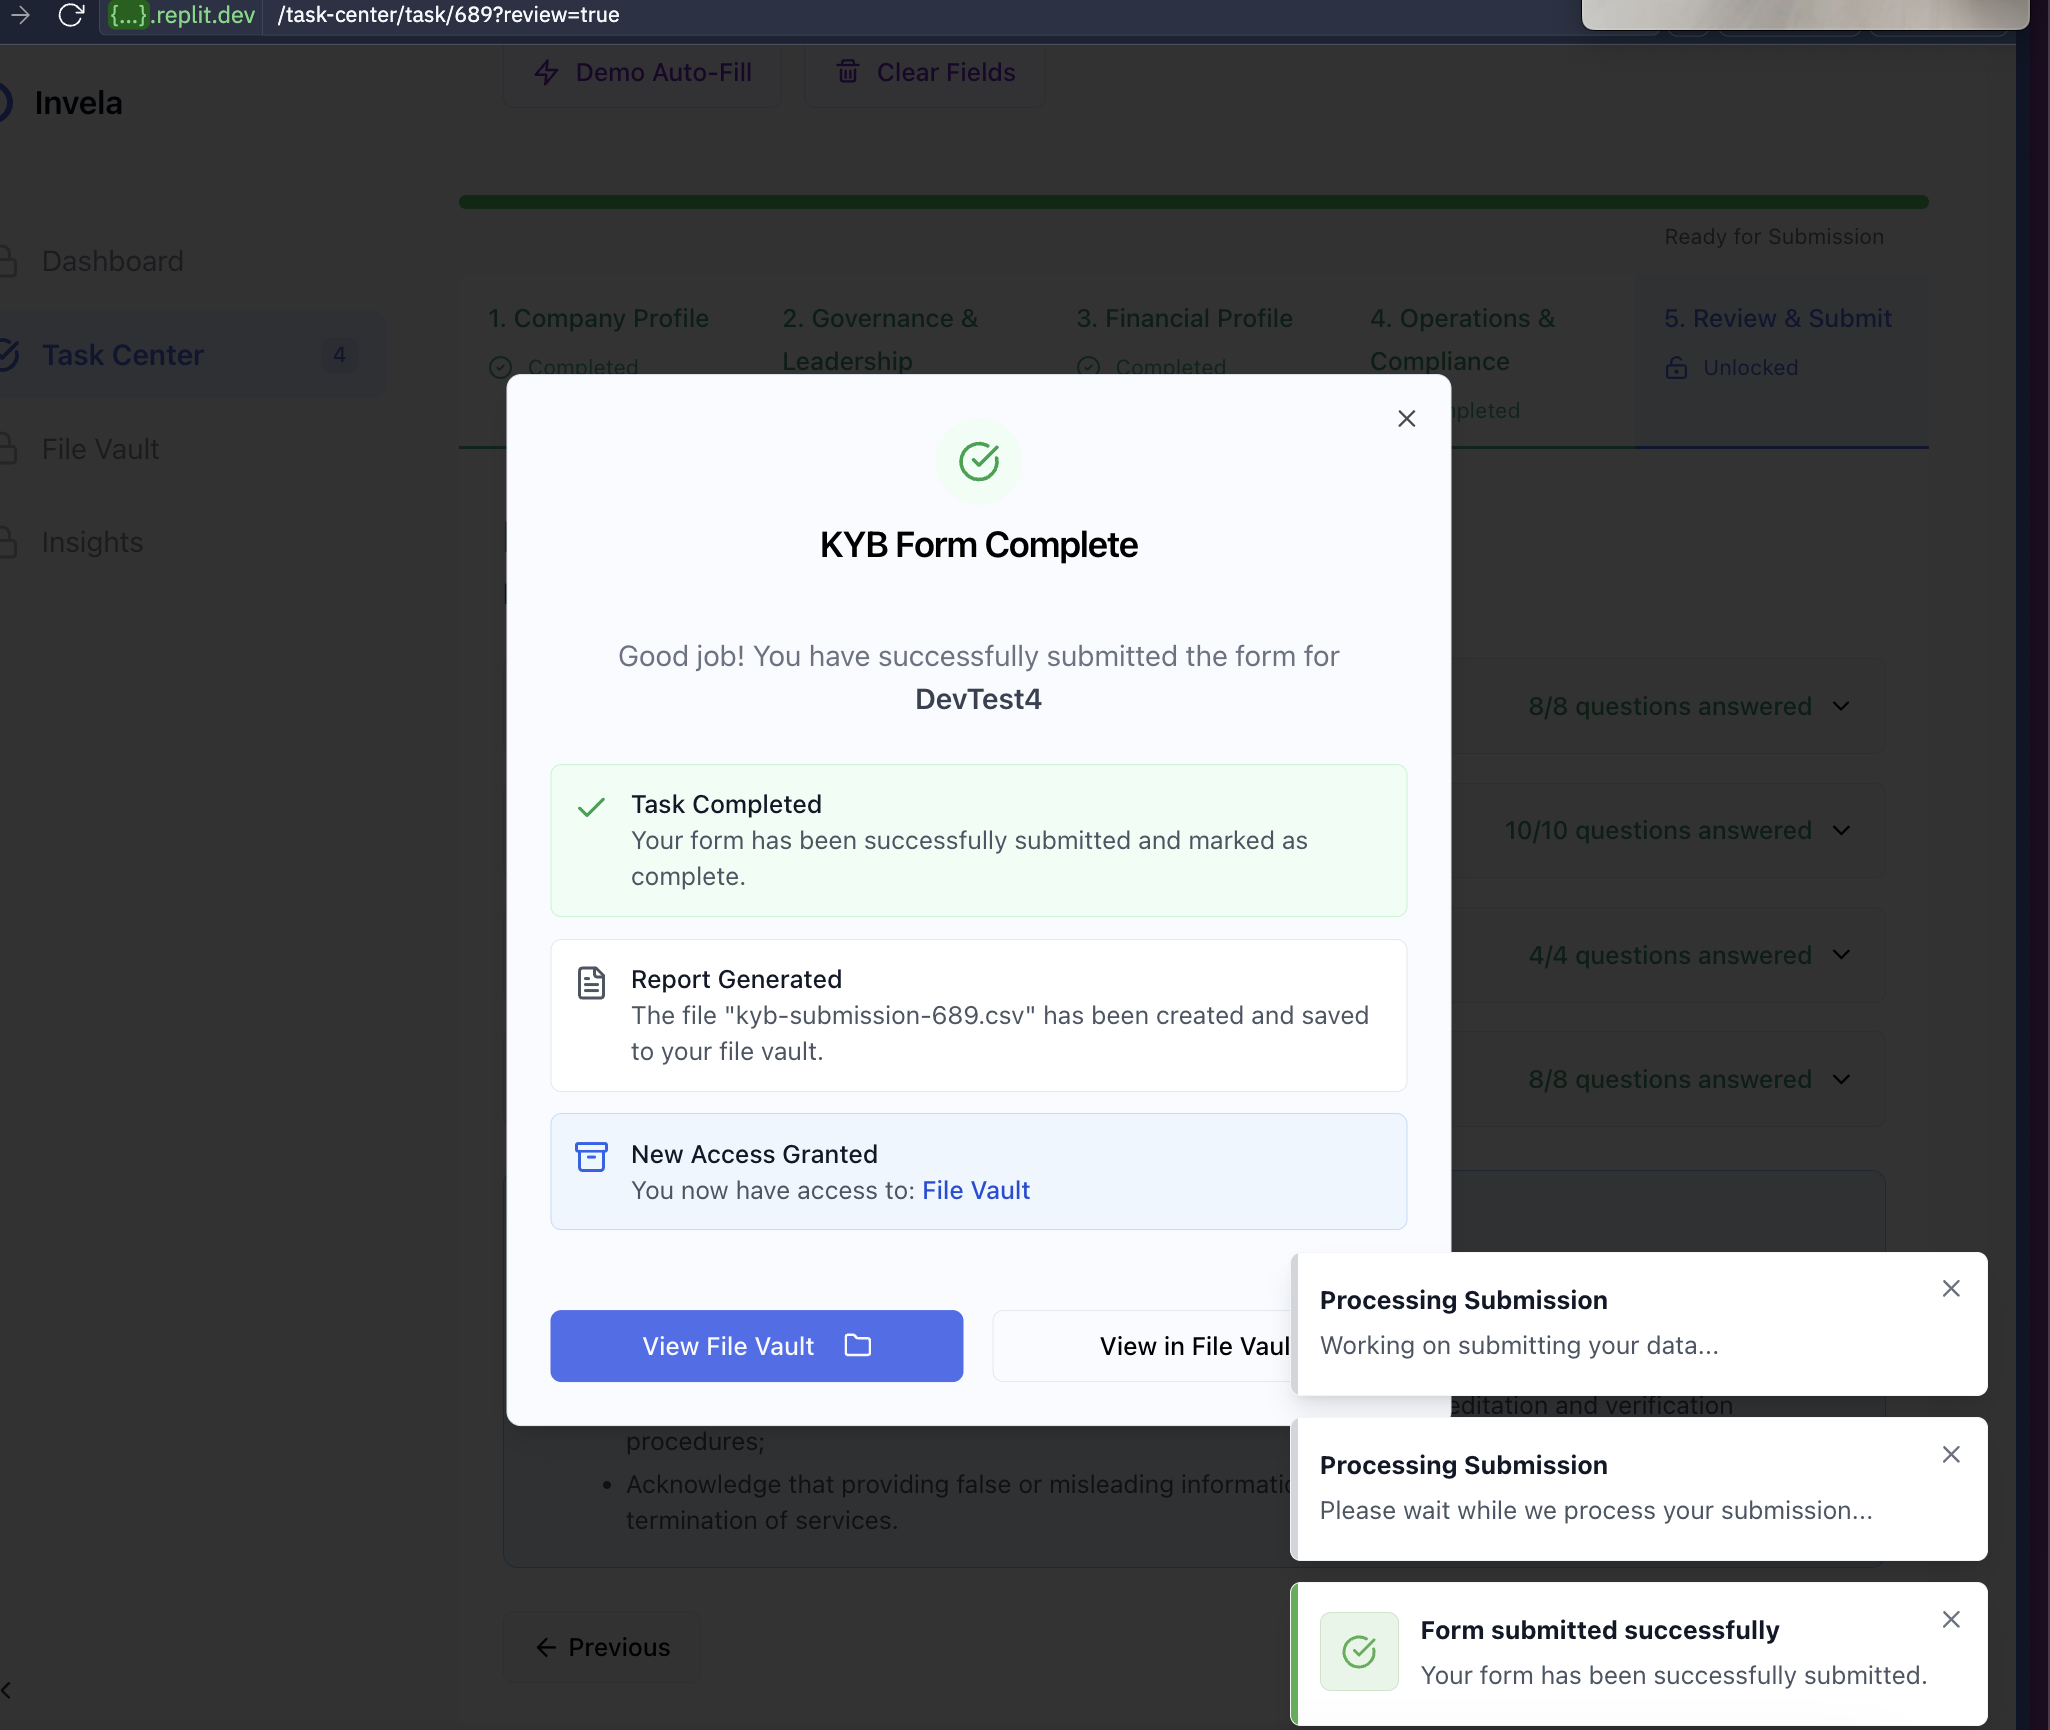 {...}.replit.dev /task-center/task/689?review=true
Demo Auto-Fill
Clear Fields
Invela
Dashboard
Task Center 4
File Vault
Insights
Ready for Submission
1. Company Profile
Completed
2. Governance &
Leadership
3. Financial Profile
Completed
4. Operations &
Compliance
5. Review & Submit
Unlocked
KYB Form Complete
Good job! You have successfully submitted the form for
DevTest4
Task Completed
Your form has been successfully submitted and marked as
complete.
Report Generated
The file "kyb-submission-689.csv" has been created and saved
to your file vault.
New Access Granted
You now have access to: File Vault
View File Vault
View in File Vaul
8/8 questions answered
10/10 questions answered
4/4 questions answered
8/8 questions answered
and verification
procedures;
• Acknowledge that providing false or misleading
termination of services.
Previous
Processing Submission
Working on submitting your data...
Processing Submission
Please wait while we process your submission...
Form submitted successfully
Your form has been successfully submitted.